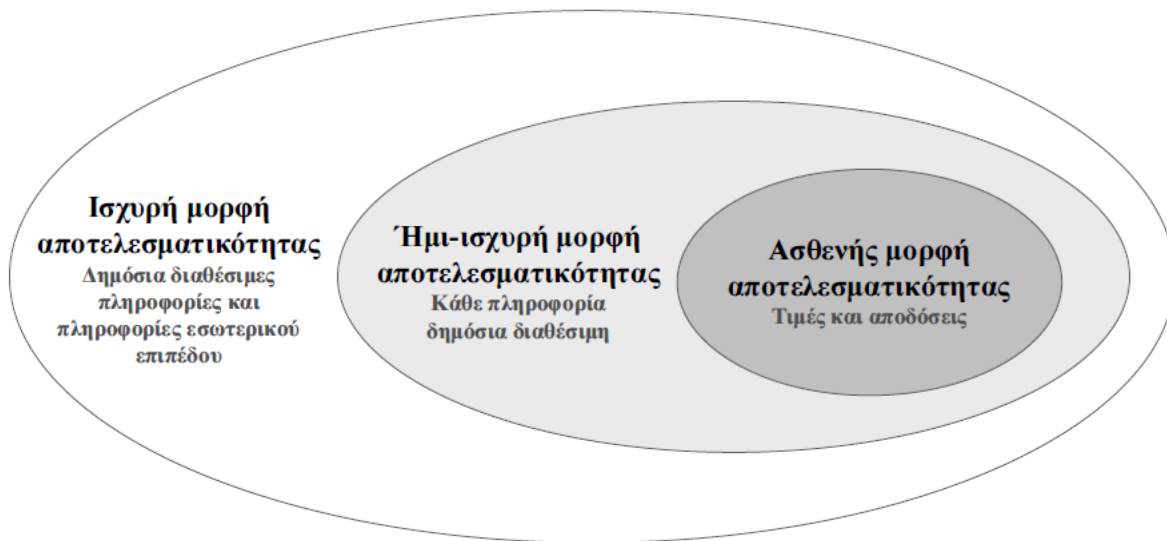 Ισχυρή μορφή
αποτελεσματικότητας
Δημόσια διαθέσιμες
πληροφορίες και
πληροφορίες εσωτερικού
επιπέδου
Ήμι-ισχυρή μορφή
αποτελεσματικότητας
Κάθε πληροφορία
δημόσια διαθέσιμη
Ασθενής μορφή
αποτελεσματικότητας
Τιμές και αποδόσεις